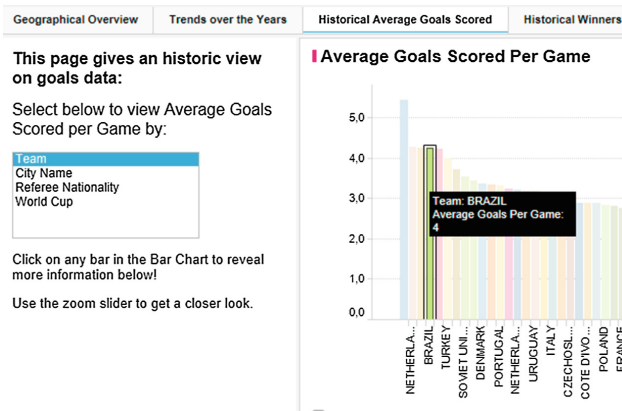 Geographical Overview
Trends over the Years
Historical Average Goals Scored
Historical Winners
This page gives an historic view
on goals data:
Select below to view Average Goals
Scored per Game by:
Team
City Name
Referee Nationality
World Cup
Click on any bar in the Bar Chart to reveal
more information below!
Use the zoom slider to get a closer look.
Average Goals Scored Per Game
5,0
4,0
3,0
2,0
1,0
0,0
Team: BRAZIL
Average Goals Per Game:
4
NETHERLA...
BRAZIL
TURKEY
SOVIET UNI...
DENMARK
PORTUGAL
NETHERLA...
URUGUAY
ITALY
CZECHOSL...
COTE D'IVO...
POLAND
FRANCE